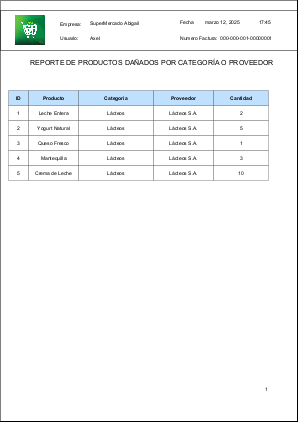 Empresa: SuperMercado Abigail Fecha marzo 12, 2025 17:45
Usuario: Axel Numero Factura: 000-000-001-00000001
REPORTE DE PRODUCTOS DAÑADOS POR CATEGORÍA O PROVEEDOR
ID Producto Categoría Proveedor Cantidad
1 Leche Entera Lácteos Lácteos S.A. 2
2 Yogurt Natural Lácteos Lácteos S.A. 5
3 Queso Fresco Lácteos Lácteos S.A. 1
4 Mantequilla Lácteos Lácteos S.A. 3
5 Crema de Leche Lácteos Lácteos S.A. 10
1